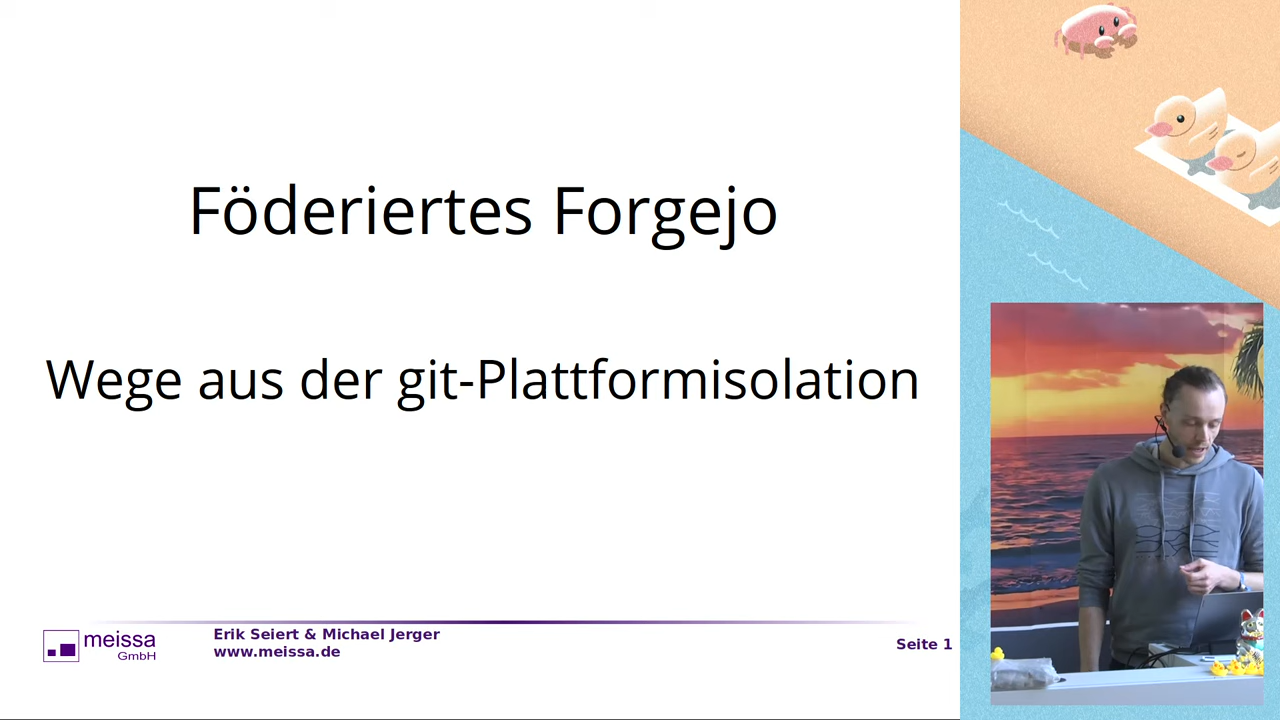 Föderiertes Forgejo
Wege aus der git-Plattformisolation
meissa
GmbH
Erik Seiert & Michael Jerger
www.meissa.de
Seite 1